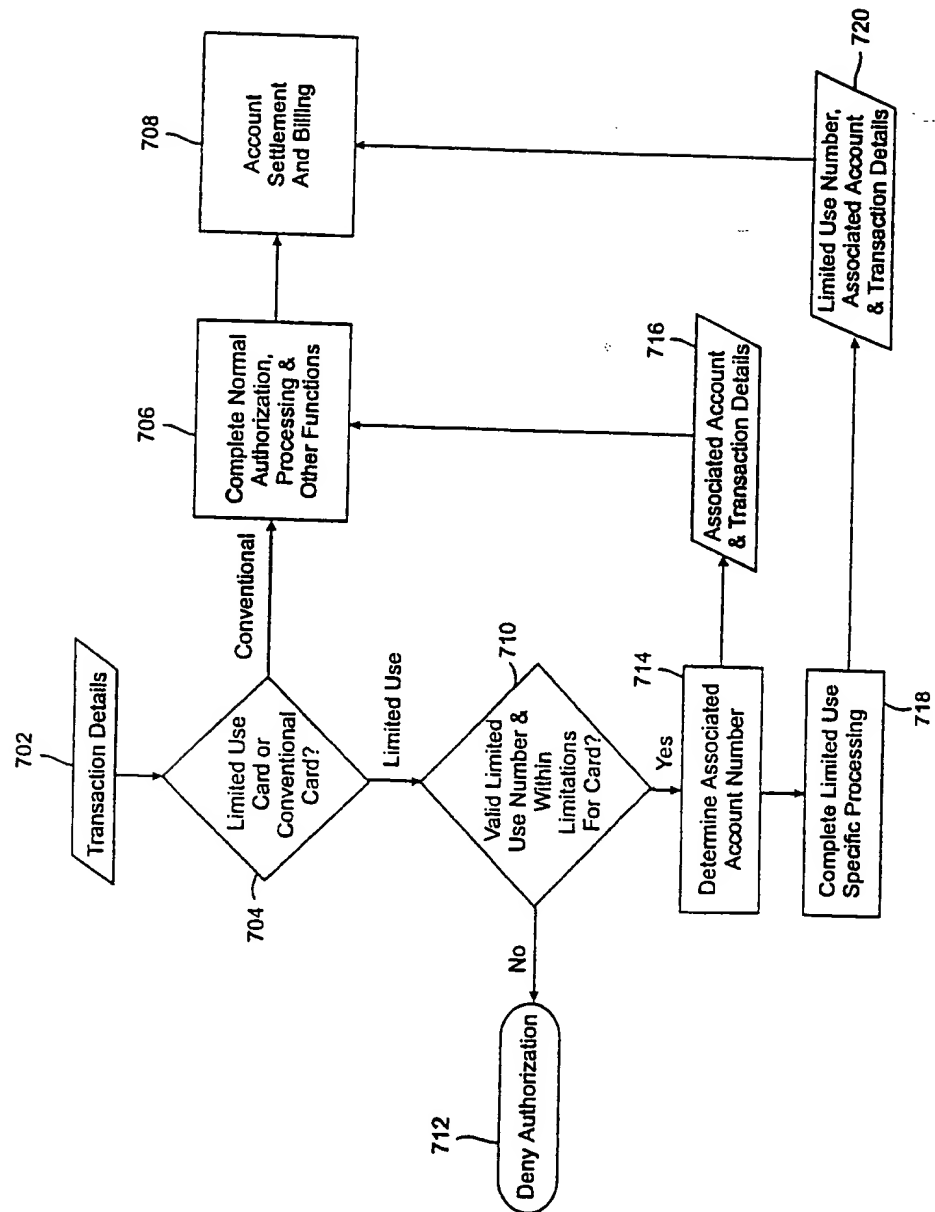 702
Transaction Details
704
Limited Use
Card or
Conventional
Card?
Conventional
706
Complete Normal
Authorization,
Processing &
Other Functions
708
Account
Settlement
And Billing
Limited Use
710
Valid Limited
Use Number &
Within
Limitations
For Card?
No
712
Deny Authorization
Yes
714
Determine Associated
Account Number
716
Associated Account
& Transaction Details
Complete Limited Use
Specific Processing
718
720
Limited Use Number,
Associated Account
& Transaction Details